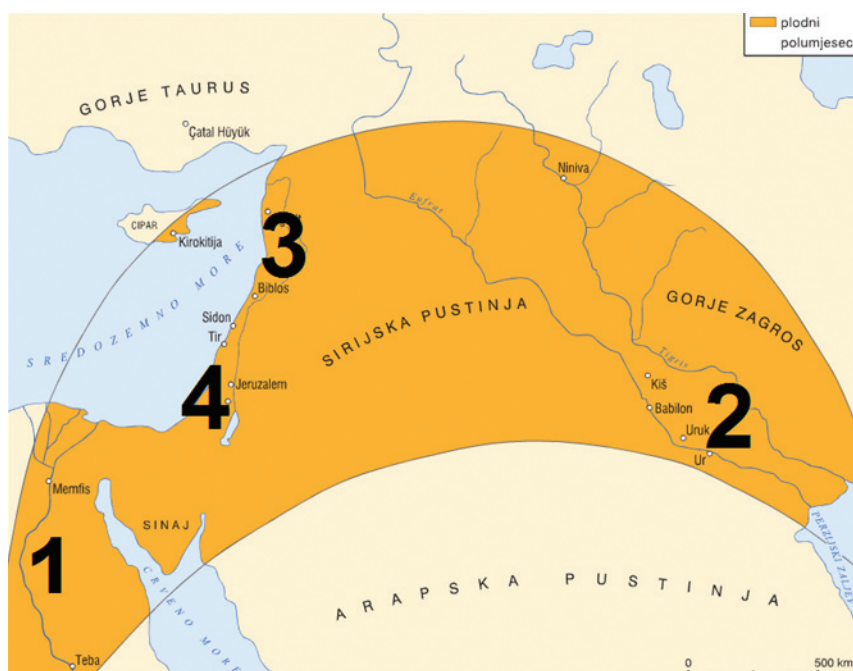 plodni
polumjesec
GORJE TAURUS
Çatal Hüyük
Niniva
CIPAR
Kirokitija
3
Eufrat
SREDOZEMNO MORE
Biblos
GORJE ZAGROS
SIRIJSKA PUSTINJA
Sidon
Tir
Tigris
Jeruzalem
4
Kiš
Babilon
2
Uruk
Ur
Memfis
SINAJ
PERZIJSKI ZALJEV
1
CRVENO MORE
ARAPSKA PUSTINJA
Teba
0 500 km